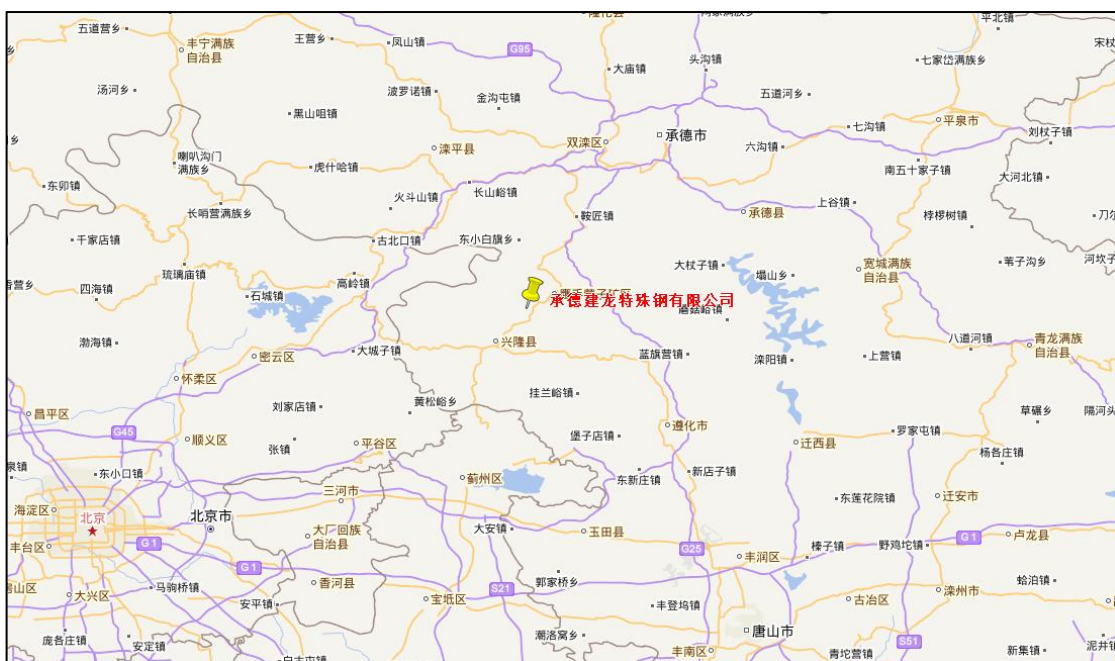 五道营乡
丰宁满族
自治县
王营乡
凤山镇
G95
隆化县
大庙镇
头沟镇
平北镇
七家岱满族乡
汤河乡
波罗诺镇
金沟屯镇
五道河乡
黑山咀镇
平泉市
七沟镇
刘杖子镇
双滦区
承德市
六沟镇
滦平县
喇叭沟门
满族乡
虎什哈镇
南五十家子镇
大河北镇
东卯镇
长山峪镇
火斗山镇
长哨营满族乡
鞍匠镇
承德县
上谷镇
桲椤树镇
千家店镇
古北口镇
东小白旗乡
苇子沟乡
琉璃庙镇
高岭镇
大杖子镇
塌山乡
宽城满族
自治县
四海镇
石城镇
承德建龙特殊钢有限公司
蘑菇峪镇
渤海镇
兴隆县
大城子镇
密云区
蓝旗营镇
滦阳镇
上营镇
八道河镇
青龙满族
自治县
怀柔区
昌平区
刘家店镇
黄松峪乡
挂兰峪镇
草碾乡
G45
顺义区
张镇
平谷区
堡子店镇
遵化市
迁西县
罗家屯镇
杨各庄镇
东小口镇
蓟州区
东新庄镇
新店子镇
三河市
东莲花院镇
迁安市
海淀区
北京
北京市
大厂回族
自治县
大安镇
玉田县
丰台区
G1
G25
丰润区
榛子镇
野鸡坨镇
G1
卢龙县
G1
马驹桥镇
香河县
S21
郭家桥乡
蛤泊镇
大兴区
安平镇
宝坻区
丰登坞镇
古冶区
滦州市
庞各庄镇
安定镇
潮洛窝乡
唐山市
S51
丰南区
青坨营镇
新集镇